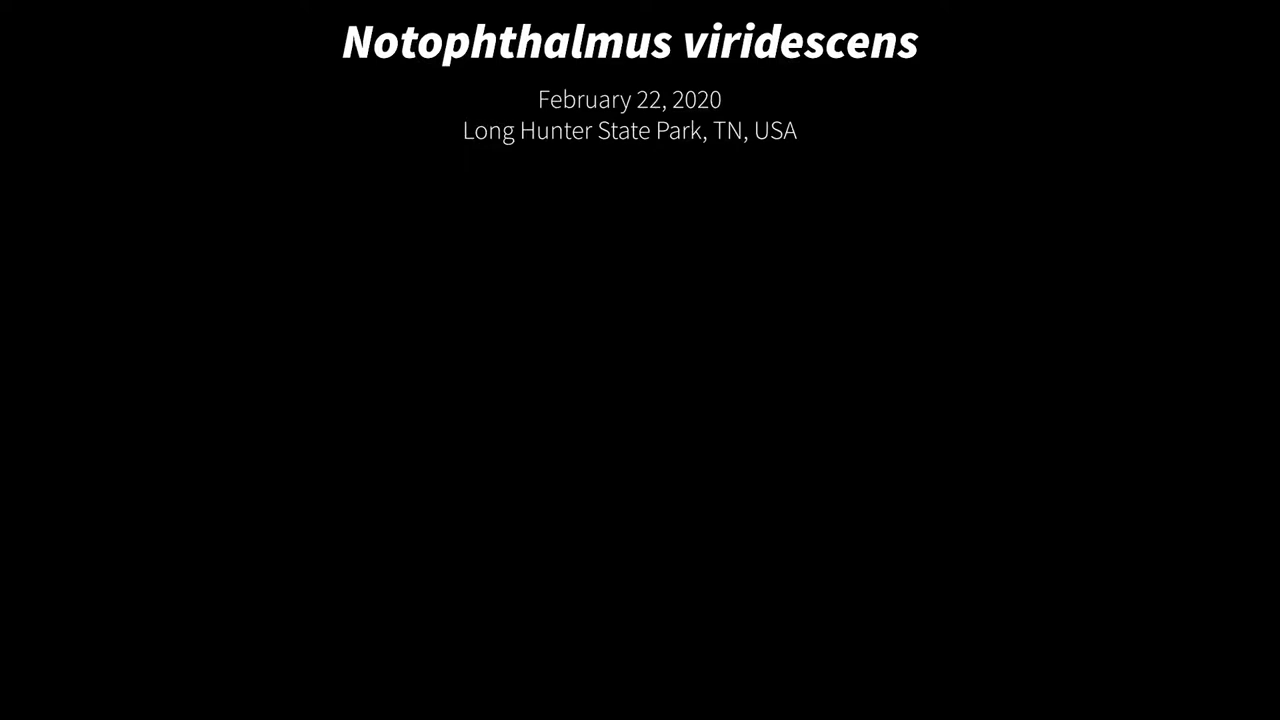 Notophthalmus viridescens
February 22, 2020
Long Hunter State Park, TN, USA